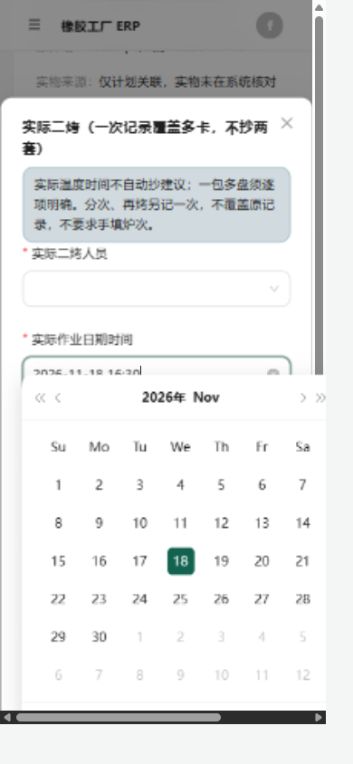 橡胶工厂 ERP
f
实物来源：仅计划关联，实物未在系统核对
实际二烤（一次记录覆盖多卡，不抄两
套）
实际温度时间不自动抄建议；一包多盘须逐
项明确。分次、再烤另记一次，不覆盖原记
录，不要求手填炉次。
* 实际二烤人员
* 实际作业日期时间
2026-11-18 16:30
2026年 Nov
Su Mo Tu We Th Fr Sa
1 2 3 4 5 6 7
8 9 10 11 12 13 14
15 16 17 18 19 20 21
22 23 24 25 26 27 28
29 30 1 2 3 4 5
6 7 8 9 10 11 12